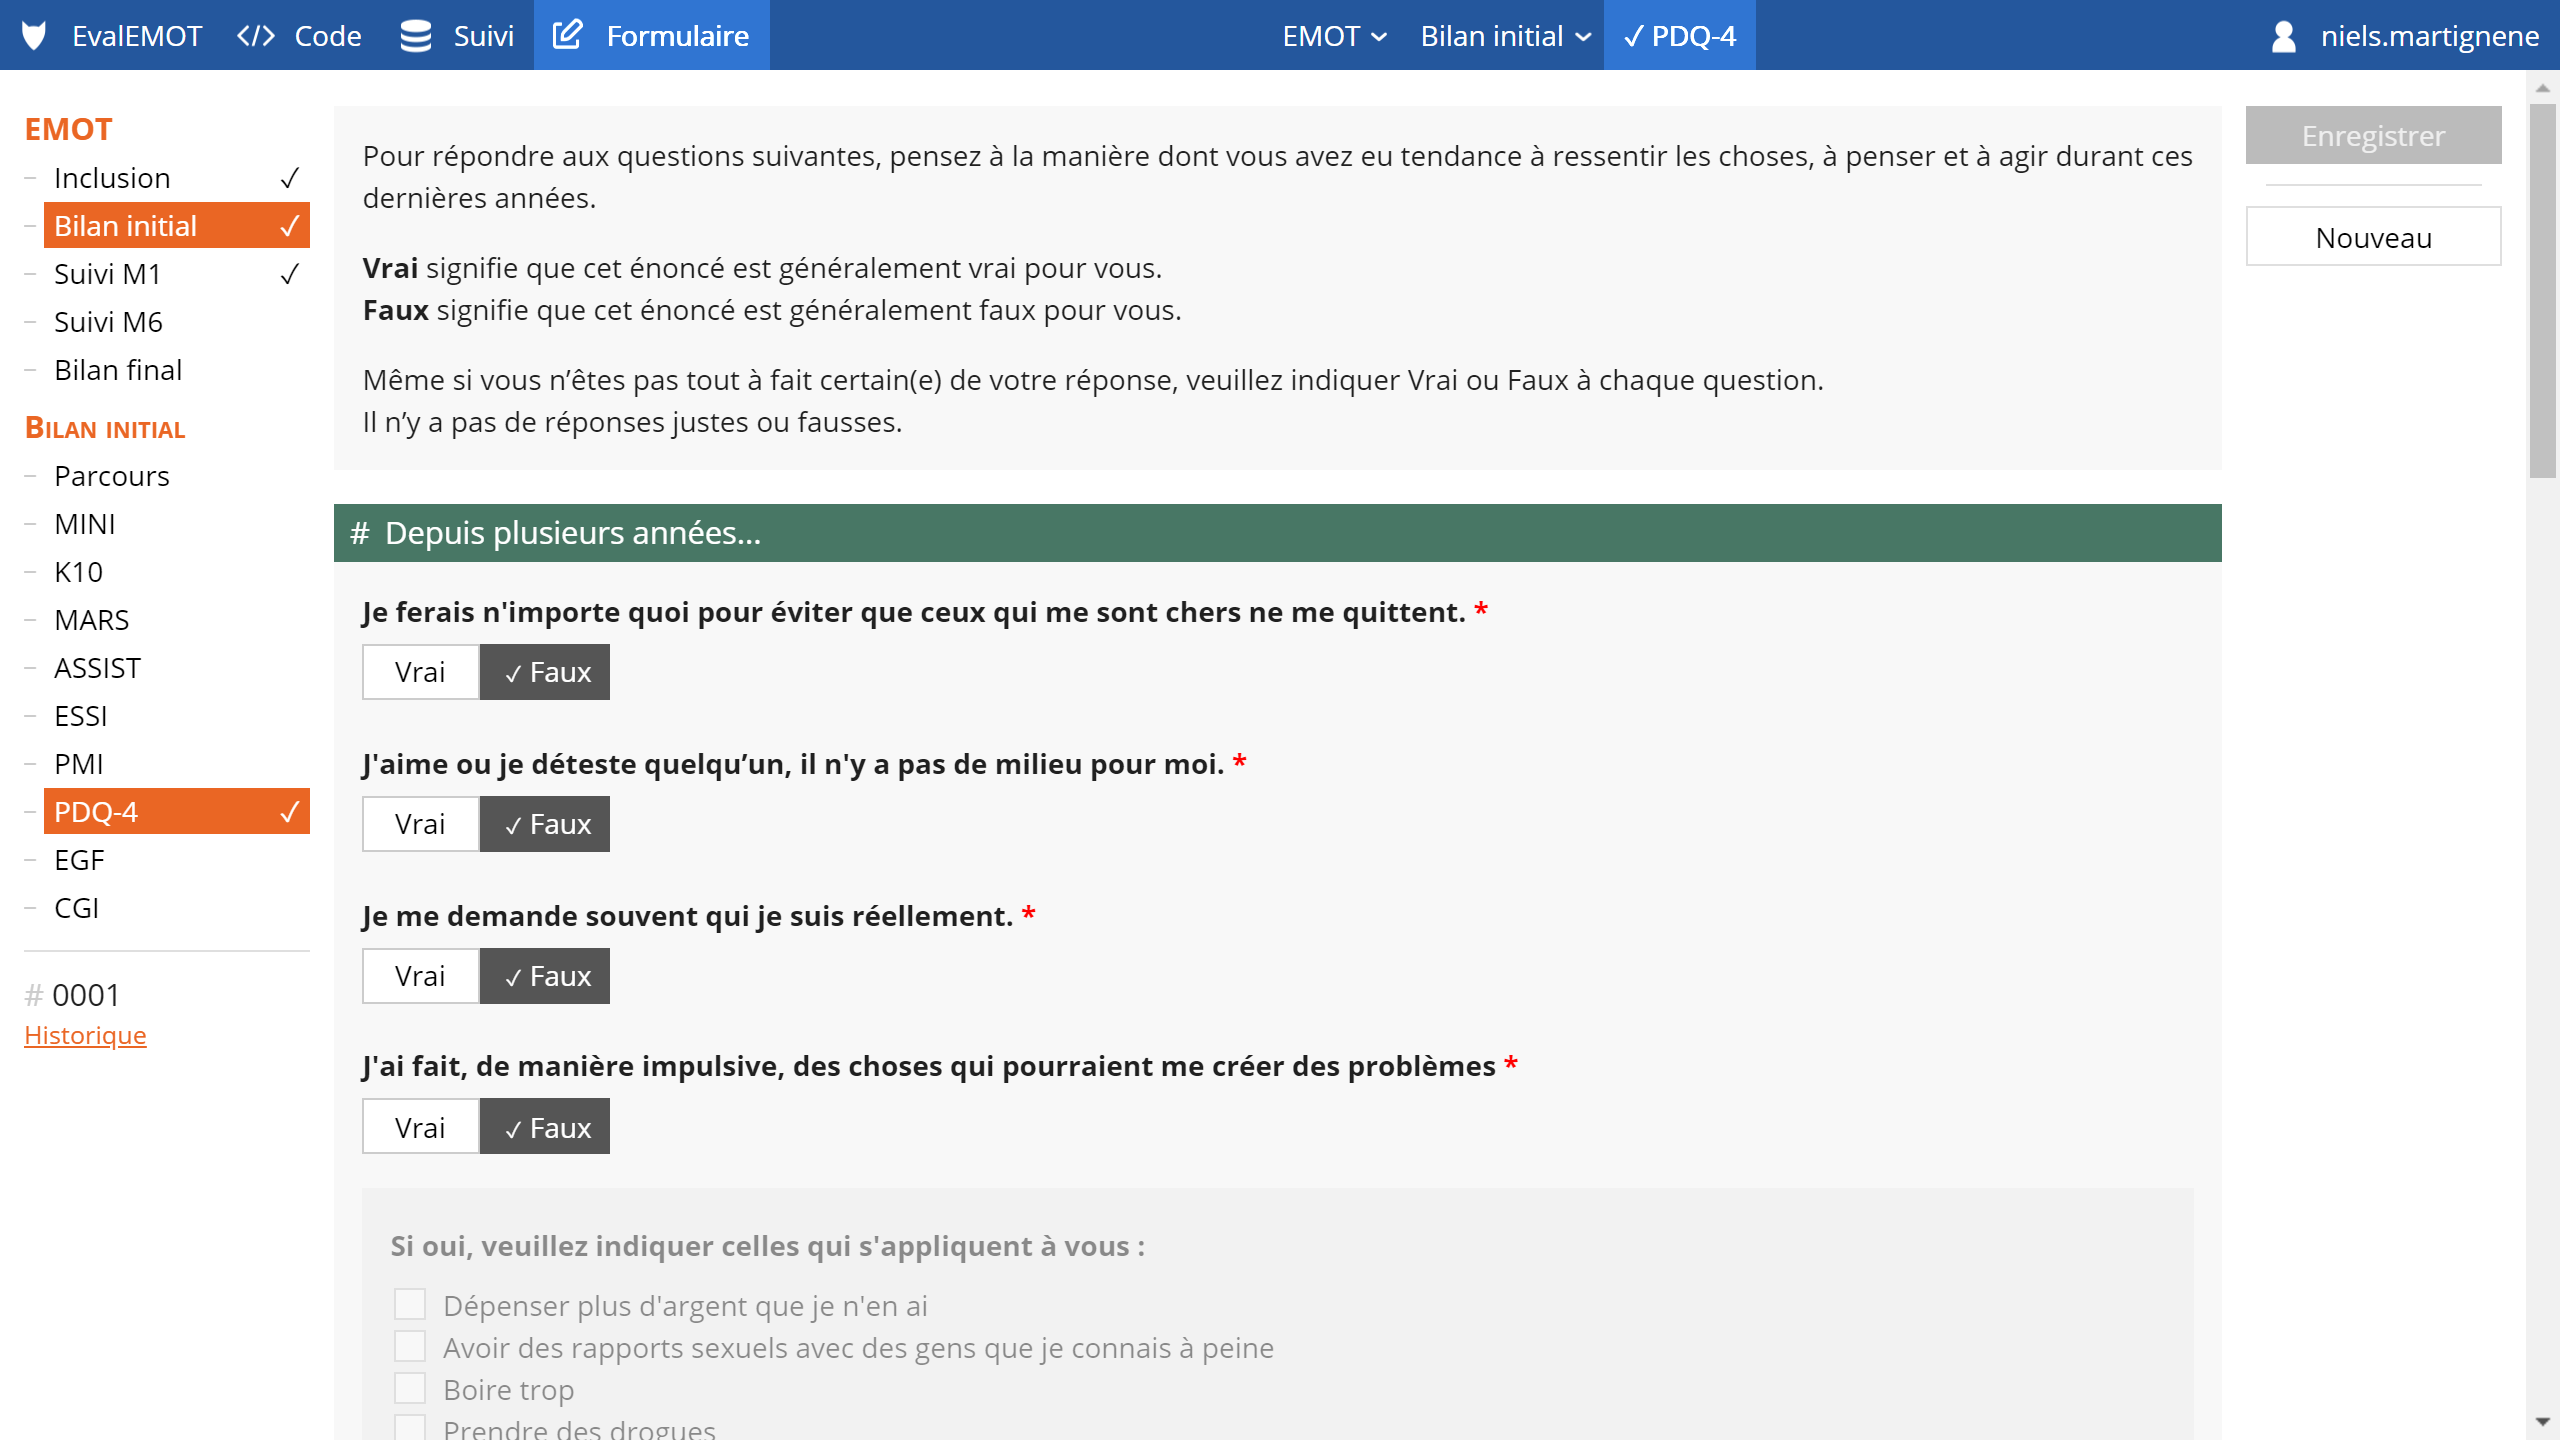 EvalEMOT </> Code Suivi Formulaire EMOT Bilan initial ✓ PDQ-4 niels.martignene
EMOT
Inclusion ✓
Bilan initial ✓
Suivi M1 ✓
Suivi M6
Bilan final
BILAN INITIAL
Parcours
MINI
K10
MARS
ASSIST
ESSI
PMI
PDQ-4 ✓
EGF
CGI
# 0001
Historique
Pour répondre aux questions suivantes, pensez à la manière dont vous avez eu tendance à ressentir les choses, à penser et à agir durant ces
dernières années.
Vrai signifie que cet énoncé est généralement vrai pour vous.
Faux signifie que cet énoncé est généralement faux pour vous.
Même si vous n’êtes pas tout à fait certain(e) de votre réponse, veuillez indiquer Vrai ou Faux à chaque question.
Il n’y a pas de réponses justes ou fausses.
# Depuis plusieurs années...
Je ferais n'importe quoi pour éviter que ceux qui me sont chers ne me quittent. *
Vrai ✓ Faux
J'aime ou je déteste quelqu’un, il n'y a pas de milieu pour moi. *
Vrai ✓ Faux
Je me demande souvent qui je suis réellement. *
Vrai ✓ Faux
J'ai fait, de manière impulsive, des choses qui pourraient me créer des problèmes *
Vrai ✓ Faux
Si oui, veuillez indiquer celles qui s'appliquent à vous :
Dépenser plus d'argent que je n'en ai
Avoir des rapports sexuels avec des gens que je connais à peine
Boire trop
Prendre des drogues
Enregistrer
Nouveau